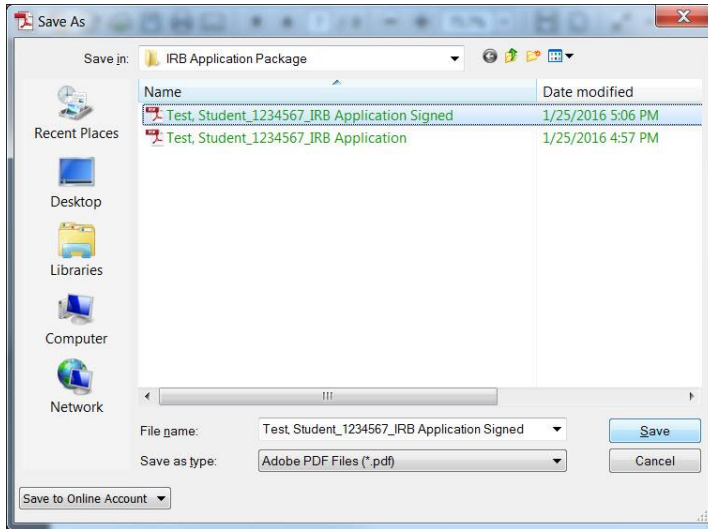 Save As
Save in: IRB Application Package
Name Date modified
Test, Student_1234567_IRB Application Signed 1/25/2016 5:06 PM
Test, Student_1234567_IRB Application 1/25/2016 4:57 PM
Recent Places
Desktop
Libraries
Computer
Network
File name: Test, Student_1234567_IRB Application Signed Save
Save as type: Adobe PDF Files (*.pdf) Cancel
Save to Online Account